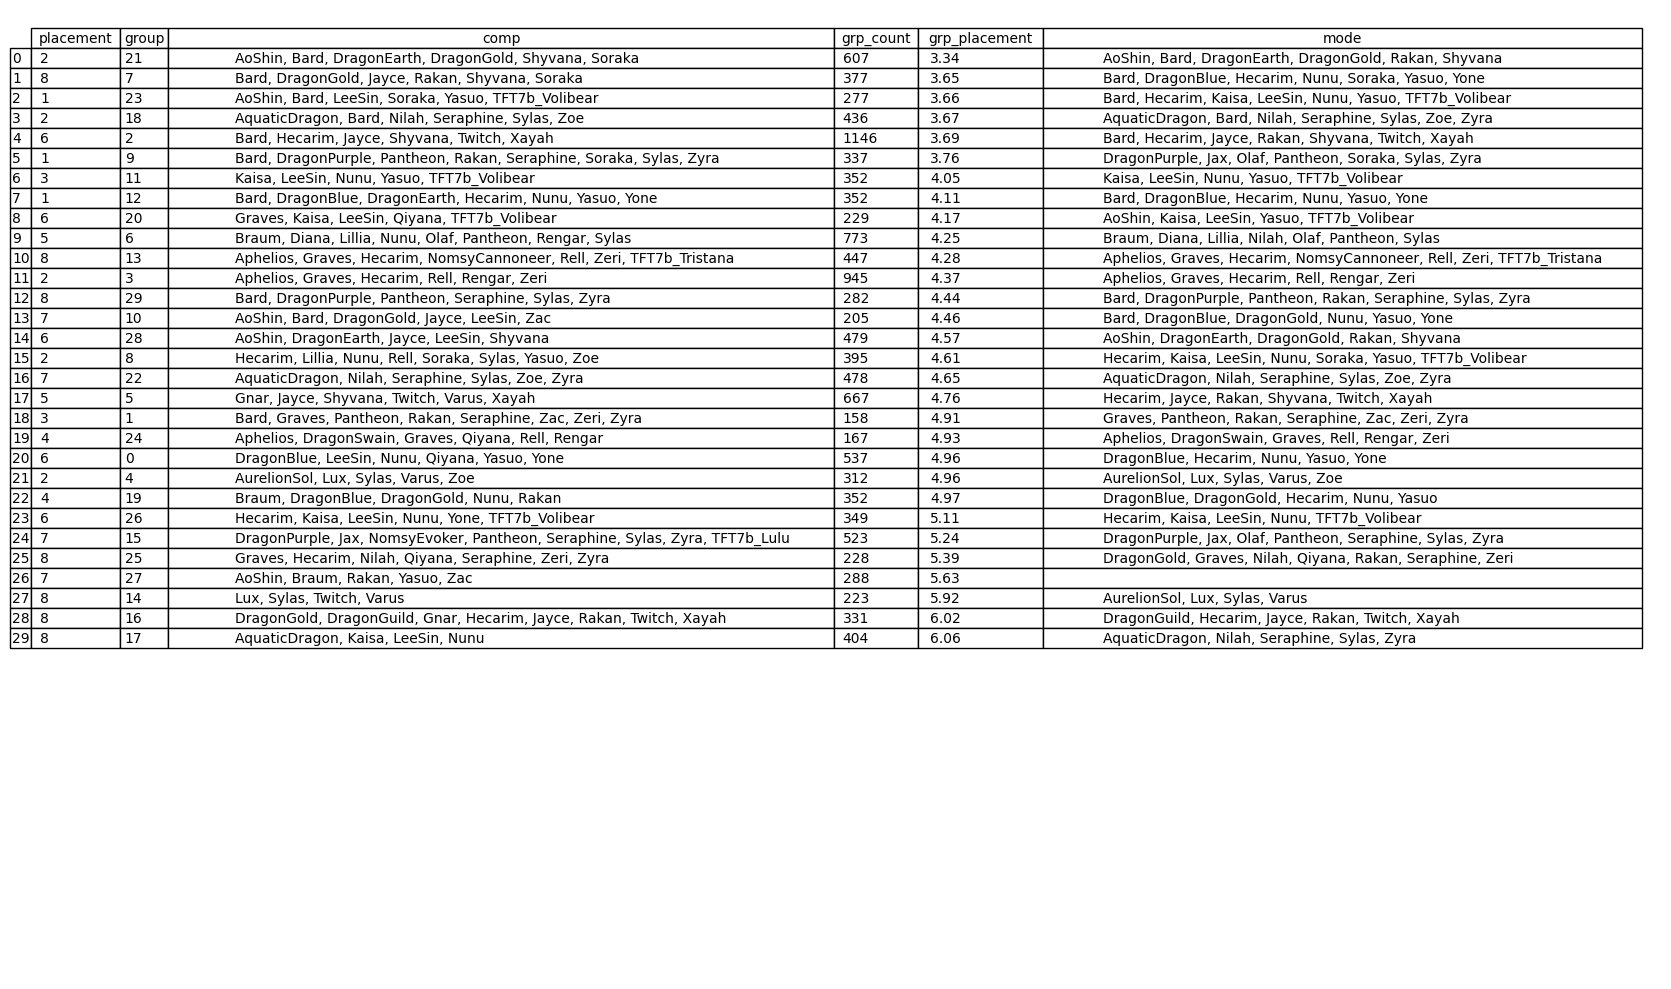 placement group comp grp_count grp_placement mode
0 2 21 AoShin, Bard, DragonEarth, DragonGold, Shyvana, Soraka 607 3.34 AoShin, Bard, DragonEarth, DragonGold, Rakan, Shyvana
1 8 7 Bard, DragonGold, Jayce, Rakan, Shyvana, Soraka 377 3.65 Bard, DragonBlue, Hecarim, Nunu, Soraka, Yasuo, Yone
2 1 23 AoShin, Bard, LeeSin, Soraka, Yasuo, TFT7b_Volibear 277 3.66 Bard, Hecarim, Kaisa, LeeSin, Nunu, Yasuo, TFT7b_Volibear
3 2 18 AquaticDragon, Bard, Nilah, Seraphine, Sylas, Zoe 436 3.67 AquaticDragon, Bard, Nilah, Seraphine, Sylas, Zoe, Zyra
4 6 2 Bard, Hecarim, Jayce, Shyvana, Twitch, Xayah 1146 3.69 Bard, Hecarim, Jayce, Rakan, Shyvana, Twitch, Xayah
5 1 9 Bard, DragonPurple, Pantheon, Rakan, Seraphine, Soraka, Sylas, Zyra 337 3.76 DragonPurple, Jax, Olaf, Pantheon, Soraka, Sylas, Zyra
6 3 11 Kaisa, LeeSin, Nunu, Yasuo, TFT7b_Volibear 352 4.05 Kaisa, LeeSin, Nunu, Yasuo, TFT7b_Volibear
7 1 12 Bard, DragonBlue, DragonEarth, Hecarim, Nunu, Yasuo, Yone 352 4.11 Bard, DragonBlue, Hecarim, Nunu, Yasuo, Yone
8 6 20 Graves, Kaisa, LeeSin, Qiyana, TFT7b_Volibear 229 4.17 AoShin, Kaisa, LeeSin, Yasuo, TFT7b_Volibear
9 5 6 Braum, Diana, Lillia, Nunu, Olaf, Pantheon, Rengar, Sylas 773 4.25 Braum, Diana, Lillia, Nilah, Olaf, Pantheon, Sylas
10 8 13 Aphelios, Graves, Hecarim, NomsyCannoneer, Rell, Zeri, TFT7b_Tristana 447 4.28 Aphelios, Graves, Hecarim, NomsyCannoneer, Rell, Zeri, TFT7b_Tristana
11 2 3 Aphelios, Graves, Hecarim, Rell, Rengar, Zeri 945 4.37 Aphelios, Graves, Hecarim, Rell, Rengar, Zeri
12 8 29 Bard, DragonPurple, Pantheon, Seraphine, Sylas, Zyra 282 4.44 Bard, DragonPurple, Pantheon, Rakan, Seraphine, Sylas, Zyra
13 7 10 AoShin, Bard, DragonGold, Jayce, LeeSin, Zac 205 4.46 Bard, DragonBlue, DragonGold, Nunu, Yasuo, Yone
14 6 28 AoShin, DragonEarth, Jayce, LeeSin, Shyvana 479 4.57 AoShin, DragonEarth, DragonGold, Rakan, Shyvana
15 2 8 Hecarim, Lillia, Nunu, Rell, Soraka, Sylas, Yasuo, Zoe 395 4.61 Hecarim, Kaisa, LeeSin, Nunu, Soraka, Yasuo, TFT7b_Volibear
16 7 22 AquaticDragon, Nilah, Seraphine, Sylas, Zoe, Zyra 478 4.65 AquaticDragon, Nilah, Seraphine, Sylas, Zoe, Zyra
17 5 5 Gnar, Jayce, Shyvana, Twitch, Varus, Xayah 667 4.76 Hecarim, Jayce, Rakan, Shyvana, Twitch, Xayah
18 3 1 Bard, Graves, Pantheon, Rakan, Seraphine, Zac, Zeri, Zyra 158 4.91 Graves, Pantheon, Rakan, Seraphine, Zac, Zeri, Zyra
19 4 24 Aphelios, DragonSwain, Graves, Qiyana, Rell, Rengar 167 4.93 Aphelios, DragonSwain, Graves, Rell, Rengar, Zeri
20 6 0 DragonBlue, LeeSin, Nunu, Qiyana, Yasuo, Yone 537 4.96 DragonBlue, Hecarim, Nunu, Yasuo, Yone
21 2 4 AurelionSol, Lux, Sylas, Varus, Zoe 312 4.96 AurelionSol, Lux, Sylas, Varus, Zoe
22 4 19 Braum, DragonBlue, DragonGold, Nunu, Rakan 352 4.97 DragonBlue, DragonGold, Hecarim, Nunu, Yasuo
23 6 26 Hecarim, Kaisa, LeeSin, Nunu, Yone, TFT7b_Volibear 349 5.11 Hecarim, Kaisa, LeeSin, Nunu, TFT7b_Volibear
24 7 15 DragonPurple, Jax, NomsyEvoker, Pantheon, Seraphine, Sylas, Zyra, TFT7b_Lulu 523 5.24 DragonPurple, Jax, Olaf, Pantheon, Seraphine, Sylas, Zyra
25 8 25 Graves, Hecarim, Nilah, Qiyana, Seraphine, Zeri, Zyra 228 5.39 DragonGold, Graves, Nilah, Qiyana, Rakan, Seraphine, Zeri
26 7 27 AoShin, Braum, Rakan, Yasuo, Zac 288 5.63
27 8 14 Lux, Sylas, Twitch, Varus 223 5.92 AurelionSol, Lux, Sylas, Varus
28 8 16 DragonGold, DragonGuild, Gnar, Hecarim, Jayce, Rakan, Twitch, Xayah 331 6.02 DragonGuild, Hecarim, Jayce, Rakan, Twitch, Xayah
29 8 17 AquaticDragon, Kaisa, LeeSin, Nunu 404 6.06 AquaticDragon, Nilah, Seraphine, Sylas, Zyra